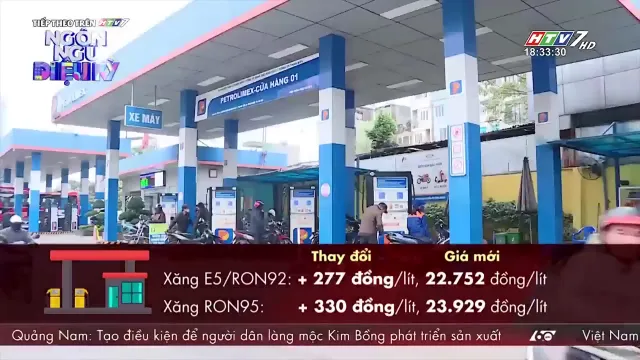 TIẾP THEO TRÊN HTV7
NGÔN
NGỮ
DIỆU KỲ
HTV7 HD
18:33:30
PETROLIMEX-CỬA HÀNG 01
XE MÁY
Thay đổi Giá mới
Xăng E5/RON92: + 277 đồng/lít, 22.752 đồng/lít
Xăng RON95: + 330 đồng/lít, 23.929 đồng/lít
Quảng Nam: Tạo điều kiện để người dân làng mộc Kim Bồng phát triển sản xuất
Việt Nam